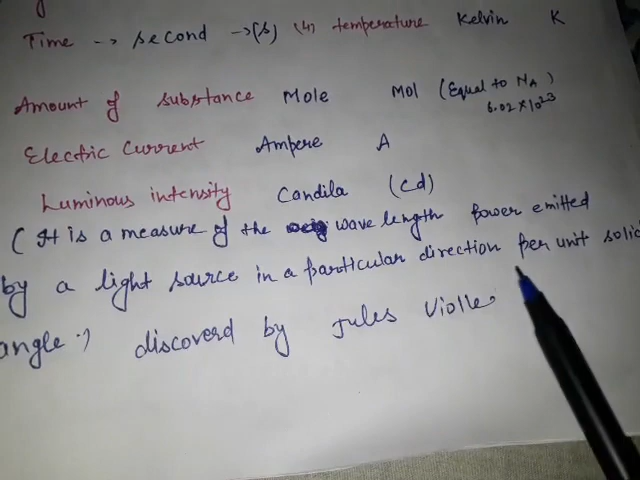 Time --> second -->(s) (4) temperature Kelvin K
Amount of substance Mole Mol (Equal to NA)
6.02×10²³
Electric Current Ampere A
Luminous intensity Candila (cd)
(It is a measure of the wave length power emitted
by a light source in a particular direction per unit solid
angle.) discoverd by Jules Violle